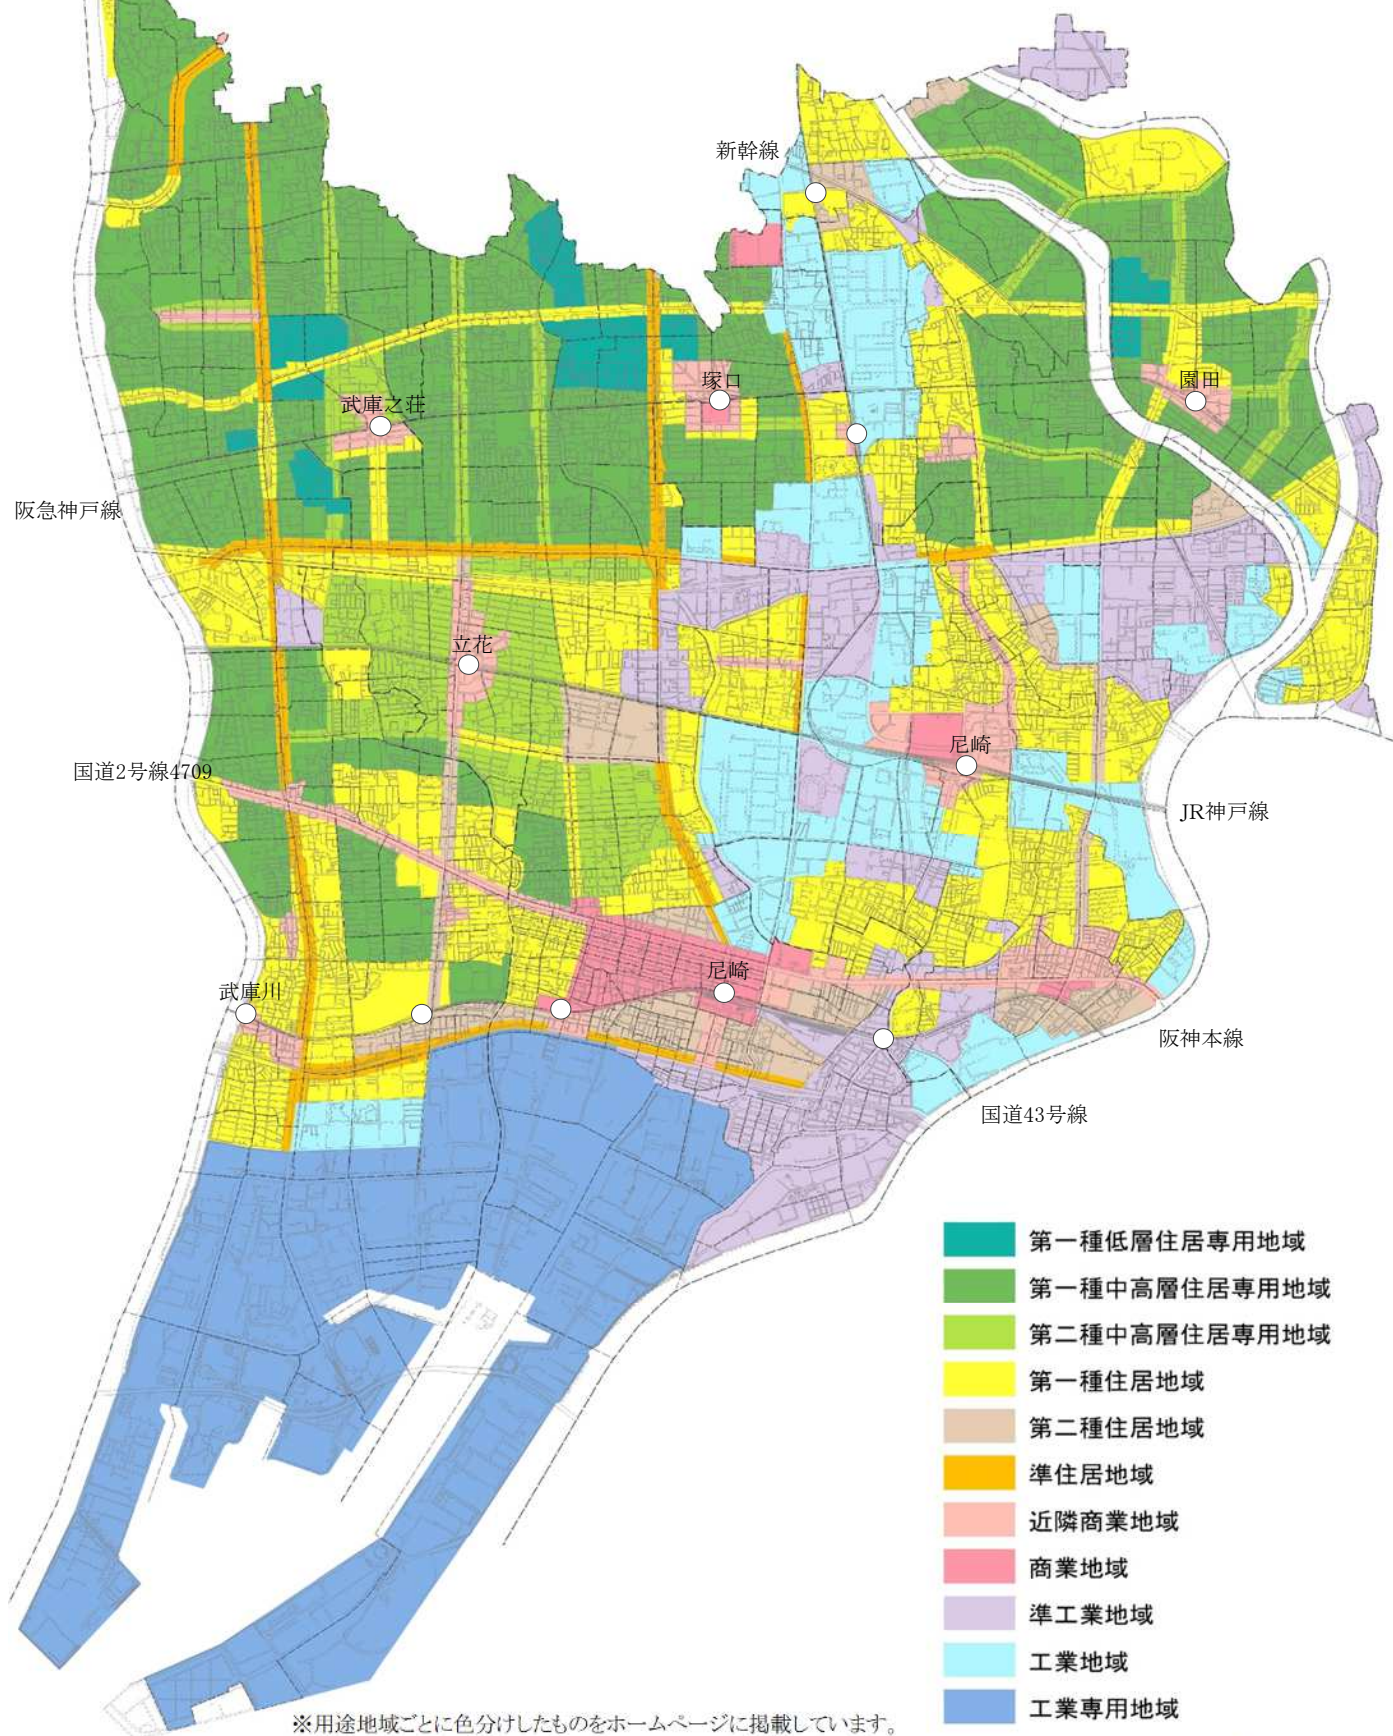 新幹線
塚口
園田
武庫之荘
阪急神戸線
立花
尼崎
国道2号線4709
JR神戸線
尼崎
武庫川
阪神本線
国道43号線
第一種低層住居専用地域
第一種中高層住居専用地域
第二種中高層住居専用地域
第一種住居地域
第二種住居地域
準住居地域
近隣商業地域
商業地域
準工業地域
工業地域
工業専用地域
※用途地域ごとに色分けしたものをホームページに掲載しています。